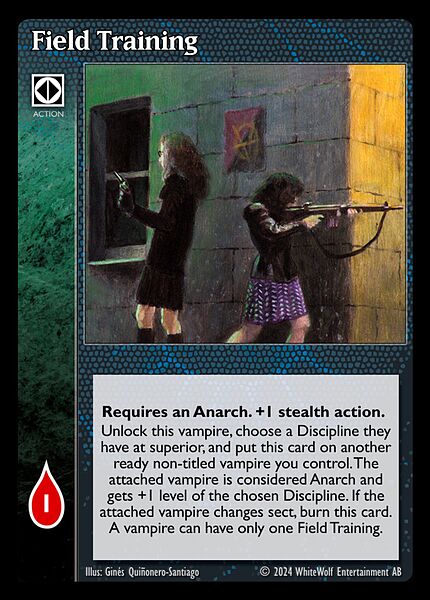 Field Training
ACTION
Requires an Anarch. +1 stealth action.
Unlock this vampire, choose a Discipline they
have at superior, and put this card on another
ready non-titled vampire you control. The
attached vampire is considered Anarch and
gets +1 level of the chosen Discipline. If the
attached vampire changes sect, burn this card.
A vampire can have only one Field Training.
1
Illus: Ginés Quiñonero-Santiago © 2024 WhiteWolf Entertainment AB